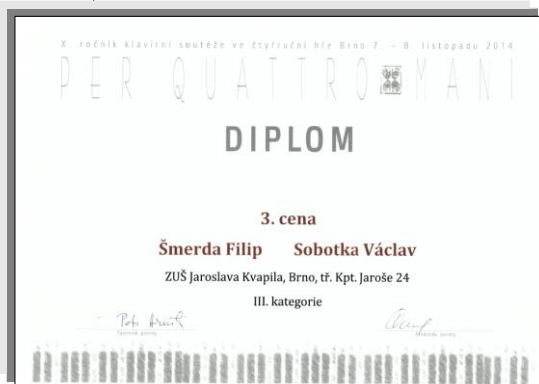 X. ročník klavírní soutěže ve čtyřruční hře Brno 7. – 8. listopadu 2014
PER QUATTRO MANI
DIPLOM
3. cena
Šmerda Filip Sobotka Václav
ZUŠ Jaroslava Kvapila, Brno, tř. Kpt. Jaroše 24
III. kategorie